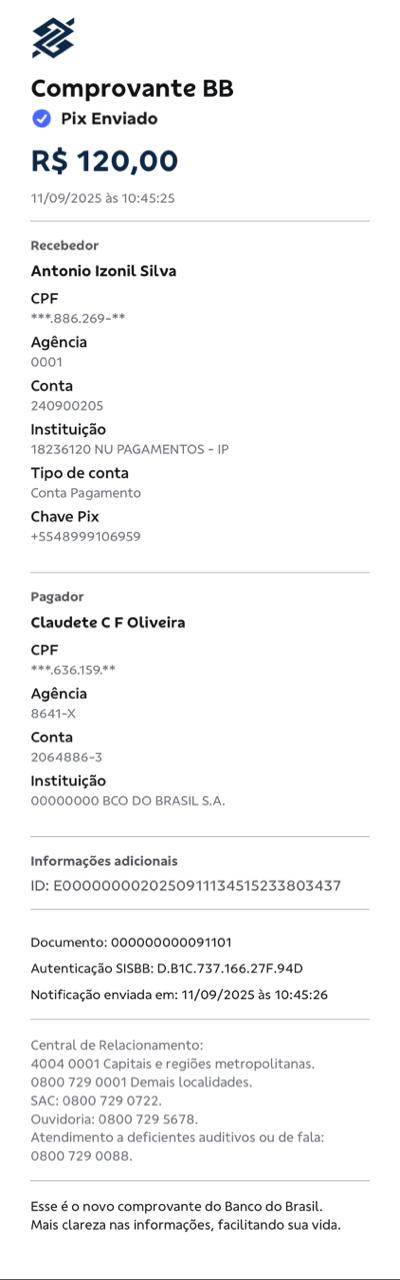 Comprovante BB
Pix Enviado
R$ 120,00
11/09/2025 às 10:45:25
Recebedor
Antonio Izonil Silva
CPF
***.886.269-**
Agência
0001
Conta
240900205
Instituição
18236120 NU PAGAMENTOS - IP
Tipo de conta
Conta Pagamento
Chave Pix
+5548999106959
Pagador
Claudete C F Oliveira
CPF
***.636.159.**
Agência
8641-X
Conta
2064886-3
Instituição
00000000 BCO DO BRASIL S.A.
Informações adicionais
ID: E00000000202509111134515233803437
Documento: 000000000091101
Autenticação SISBB: D.B1C.737.166.27F.94D
Notificação enviada em: 11/09/2025 às 10:45:26
Central de Relacionamento:
4004 0001 Capitais e regiões metropolitanas.
0800 729 0001 Demais localidades.
SAC: 0800 729 0722.
Ouvidoria: 0800 729 5678.
Atendimento a deficientes auditivos ou de fala:
0800 729 0088.
Esse é o novo comprovante do Banco do Brasil.
Mais clareza nas informações, facilitando sua vida.